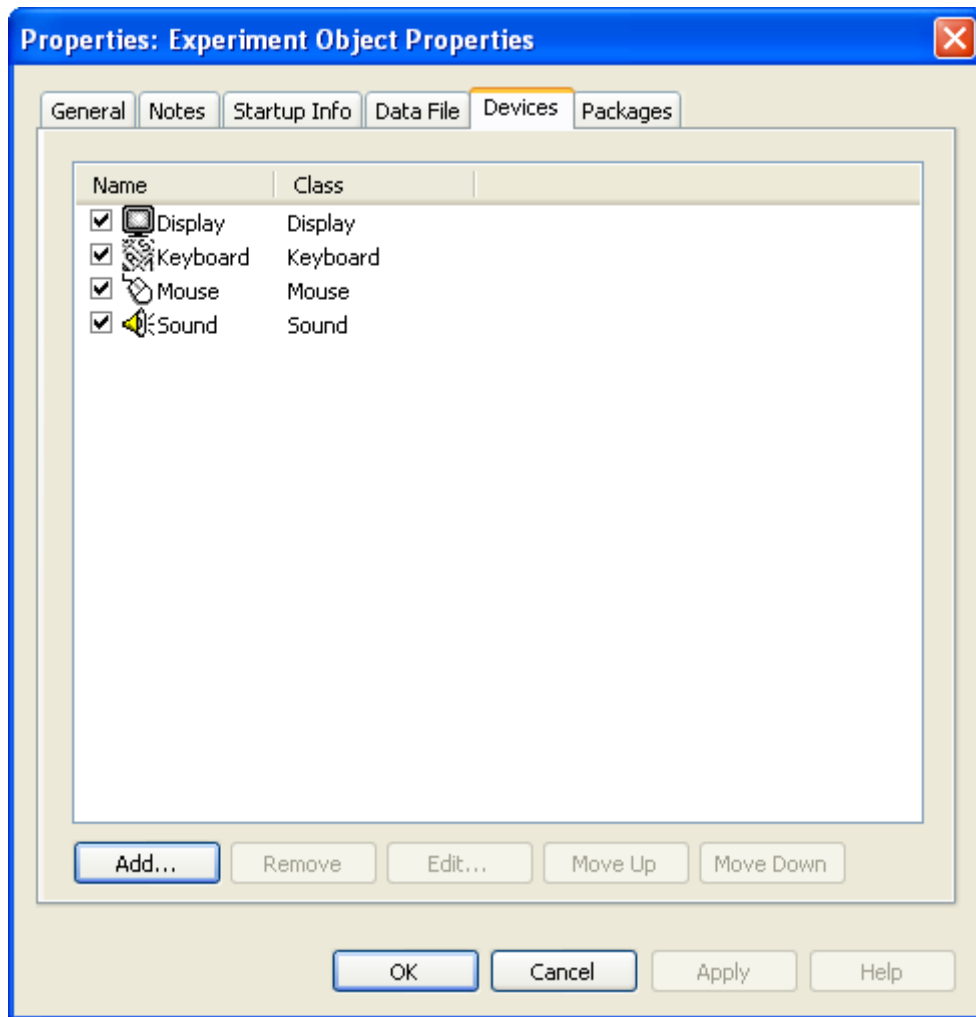 Properties: Experiment Object Properties
General Notes Startup Info Data File Devices Packages
Name Class
Display Display
Keyboard Keyboard
Mouse Mouse
Sound Sound
Add... Remove Edit... Move Up Move Down
OK Cancel Apply Help